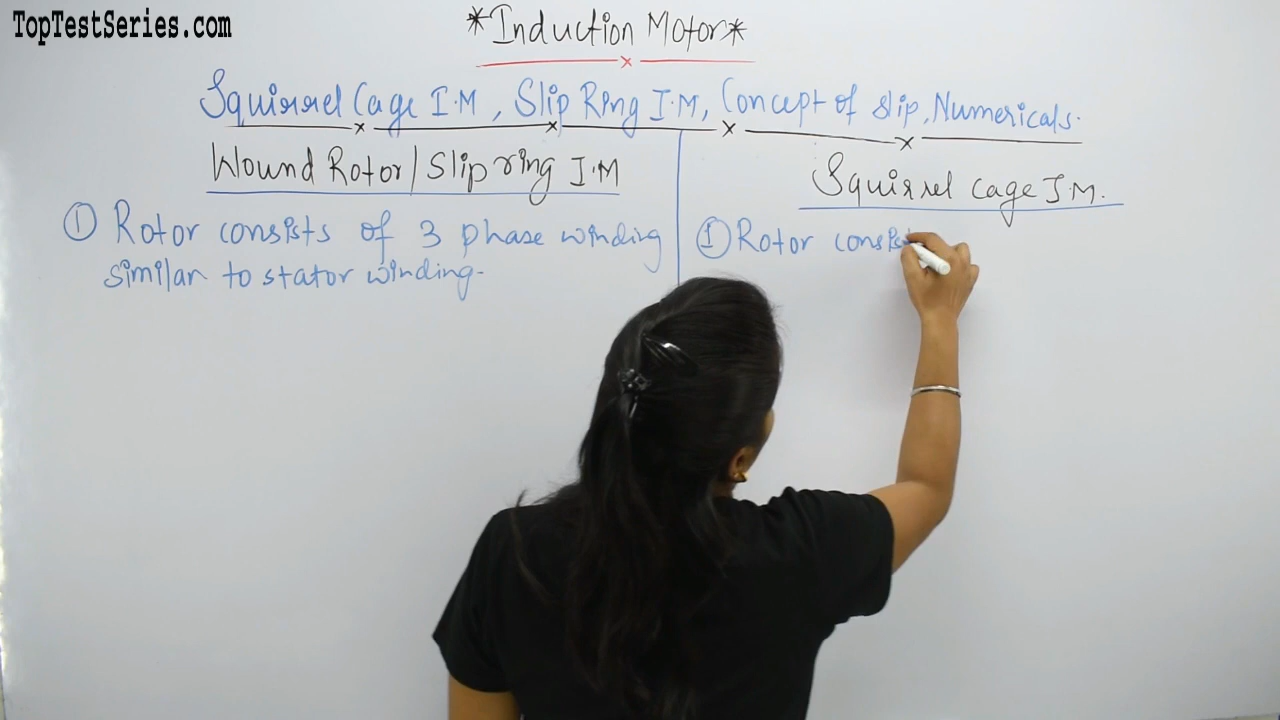 TopTestSeries.com
*Induction Motor*
Squirrel Cage I.M, Slip Ring I.M, Concept of slip, Numericals.
Wound Rotor/Slip ring I.M
① Rotor consists of 3 phase winding
similar to stator winding.
Squirrel cage I.M.
① Rotor consis